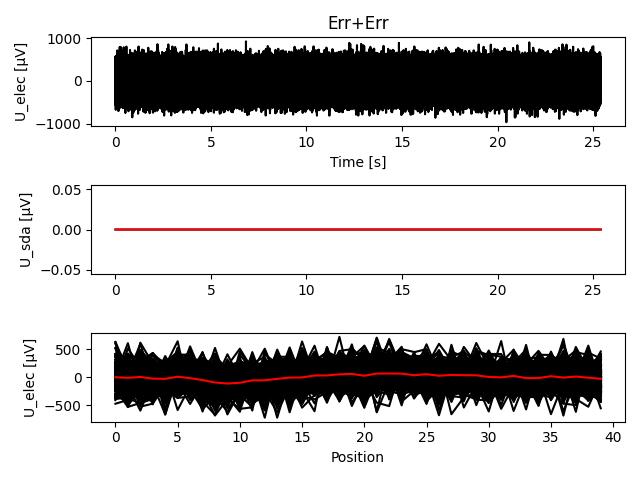 Err+Err
U_elec [μV]
1000
0
−1000
0 5 10 15 20 25
Time [s]
U_sda [μV]
0.05
0.00
−0.05
0 5 10 15 20 25
U_elec [μV]
500
0
−500
0 5 10 15 20 25 30 35 40
Position